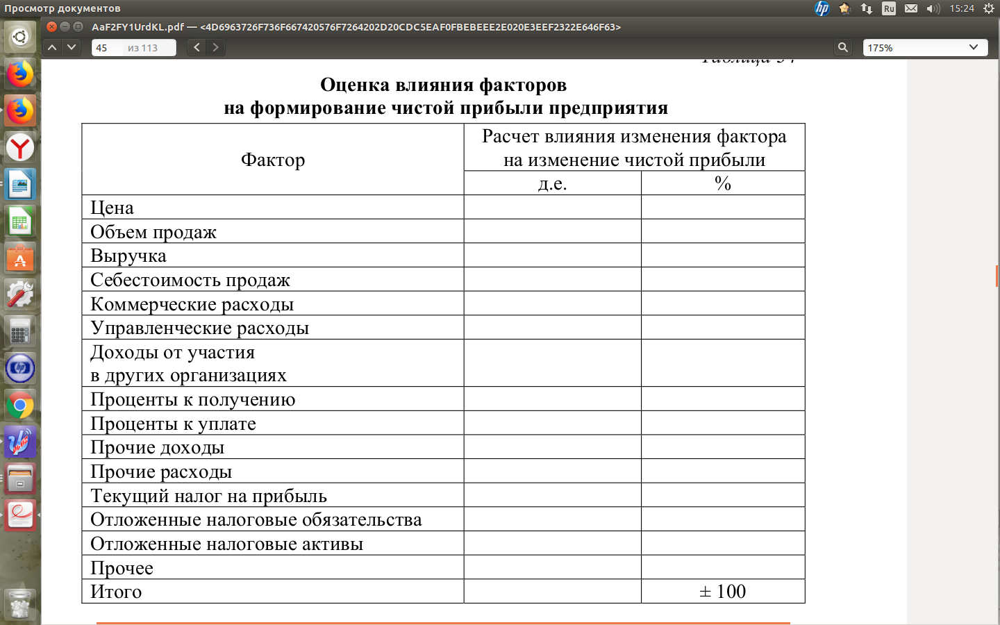 Просмотр документов
Ru
15:24
AaF2FY1UrdKL.pdf — <4D6963726F736F667420576F7264202D20CDC5EAF0FBEBEEE2E020E3EEF2322E646F63>
45 из 113
175%
Таблица
Оценка влияния факторов
на формирование чистой прибыли предприятия
Фактор
Расчет влияния изменения фактора
на изменение чистой прибыли
д.е. %
Цена
Объем продаж
Выручка
Себестоимость продаж
Коммерческие расходы
Управленческие расходы
Доходы от участия
в других организациях
Проценты к получению
Проценты к уплате
Прочие доходы
Прочие расходы
Текущий налог на прибыль
Отложенные налоговые обязательства
Отложенные налоговые активы
Прочее
Итого ± 100